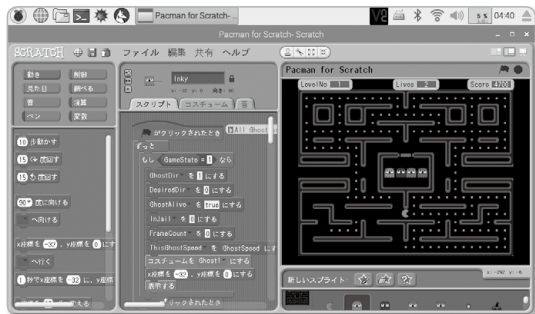 Pacman for Scratch- ...
5 % 04:40
Pacman for Scratch- Scratch
SCRATCH
ファイル 編集 共有 ヘルプ
動き
制御
見た目
調べる
音
演算
ペン
変数
10 歩動かす
15 度回す
15 度回す
90 度に向ける
へ向ける
x座標を -32 、y座標を 0 にす
へ行く
1 秒でx座標を -32 に、y座標
Inky
スクリプト コスチューム 音
がクリックされたとき
All Ghost
ずっと
もし GameState = 1 なら
GhostDir を 1 にする
DesiredDir を 0 にする
GhostAlive を true にする
InJail を 0 にする
FrameCount を 0 にする
ThisGhostSpeed を GhostSpeed に
コスチュームを Ghost1 にする
x座標を -32 、y座標を 0 にする
表示する
クリックされたとき
Pacman for Scratch
LevelNo 1
Lives 2
Score 4700
新しいスプライト: